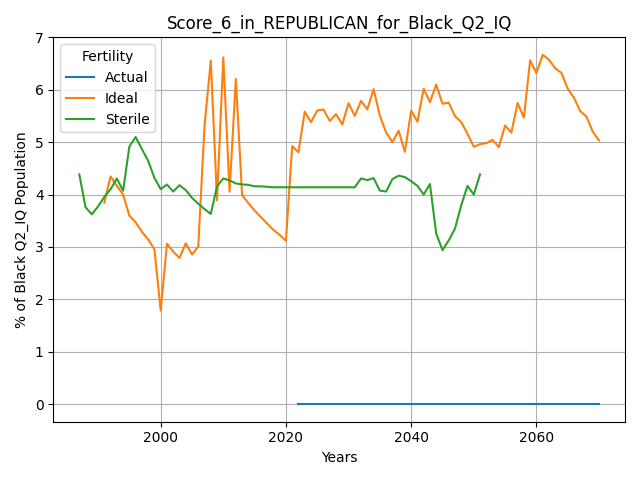 Score_6_in_REPUBLICAN_for_Black_Q2_IQ
Fertility
Actual
Ideal
Sterile
% of Black Q2_IQ Population
7
6
5
4
3
2
1
0
2000 2020 2040 2060
Years